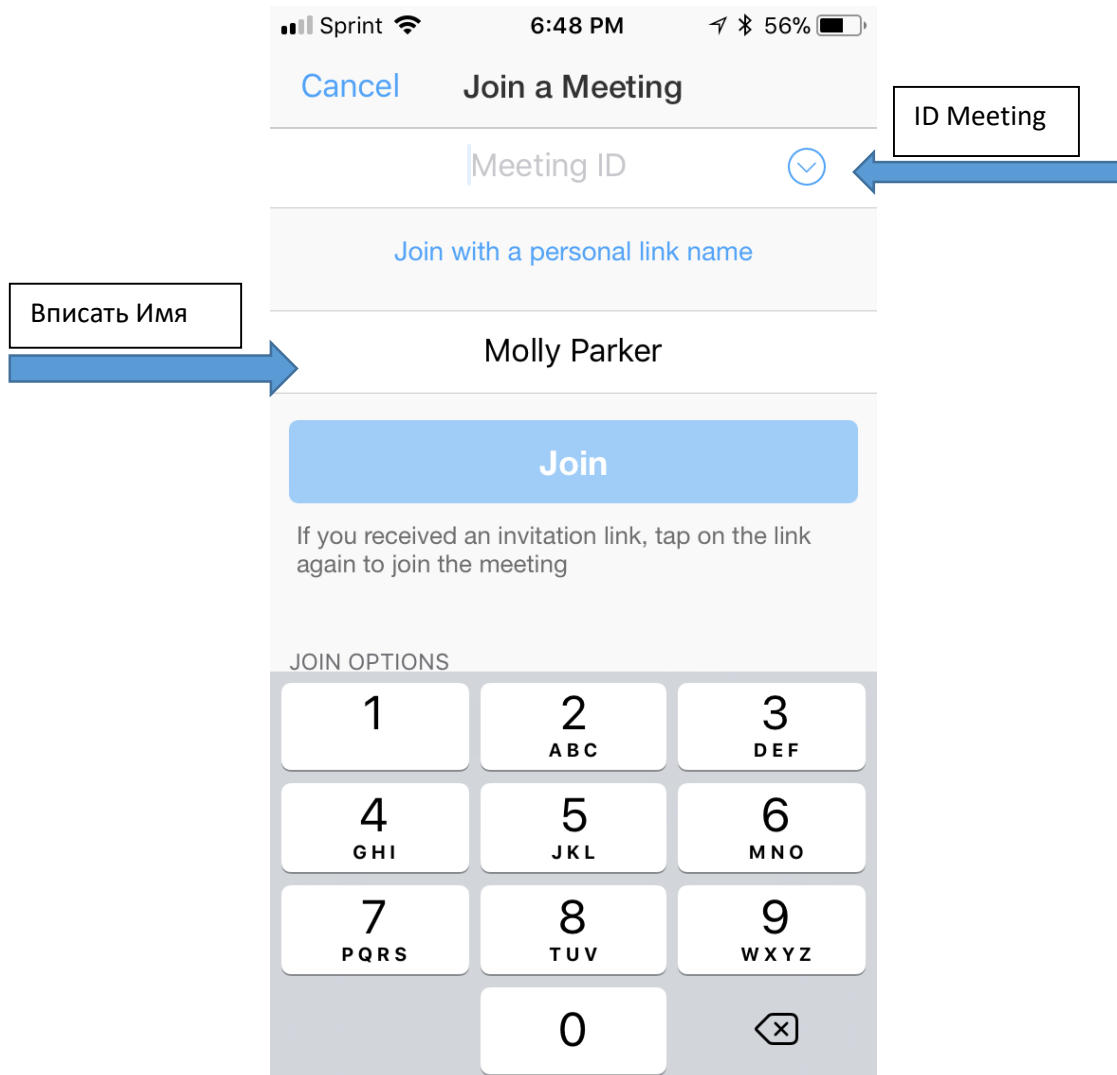 Sprint 6:48 PM 56%
Cancel Join a Meeting
ID Meeting
Meeting ID
Join with a personal link name
Вписать Имя
Molly Parker
Join
If you received an invitation link, tap on the link
again to join the meeting
JOIN OPTIONS
1 2 3
ABC DEF
4 5 6
GHI JKL MNO
7 8 9
PQRS TUV WXYZ
0